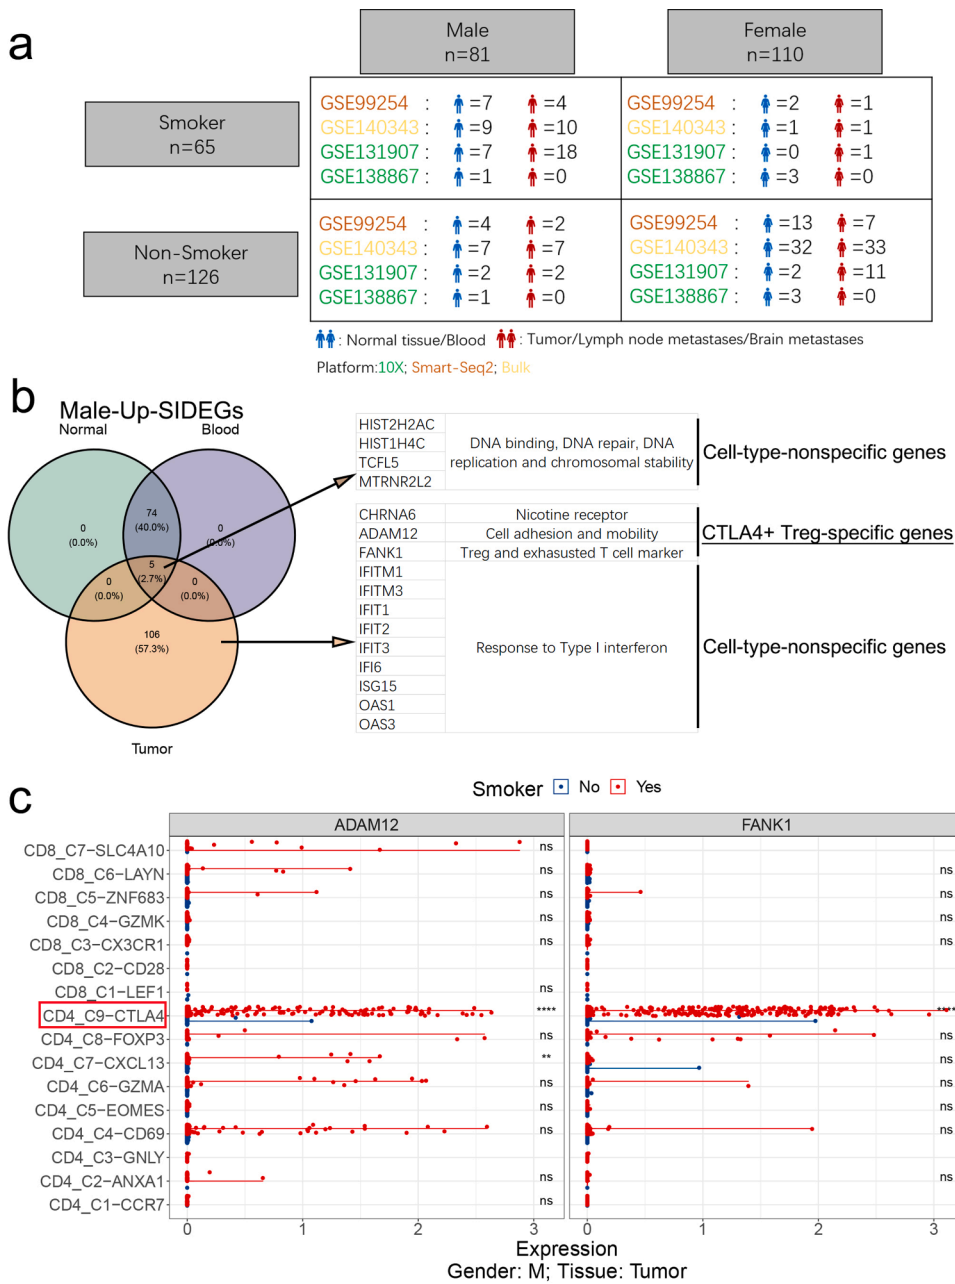 a
Male
n=81
Female
n=110
Smoker
n=65
GSE99254 : =7 =4
GSE140343 : =9 =10
GSE131907 : =7 =18
GSE138867 : =1 =0
GSE99254 : =2 =1
GSE140343 : =1 =1
GSE131907 : =0 =1
GSE138867 : =3 =0
Non-Smoker
n=126
GSE99254 : =4 =2
GSE140343 : =7 =7
GSE131907 : =2 =2
GSE138867 : =1 =0
GSE99254 : =13 =7
GSE140343 : =32 =33
GSE131907 : =2 =11
GSE138867 : =3 =0
: Normal tissue/Blood : Tumor/Lymph node metastases/Brain metastases
Platform:10X; Smart-Seq2; Bulk
b
Male-Up-SIDEGs
Normal Blood
0
(0.0%)
74
(40.0%)
0
(0.0%)
5
(2.7%)
0
(0.0%)
0
(0.0%)
106
(57.3%)
Tumor
HIST2H2AC
HIST1H4C
TCFL5
MTRNR2L2
DNA binding, DNA repair, DNA
replication and chromosomal stability
Cell-type-nonspecific genes
CHRNA6 Nicotine receptor
ADAM12 Cell adhesion and mobility
FANK1 Treg and exhasusted T cell marker
CTLA4+ Treg-specific genes
IFITM1
IFITM3
IFIT1
IFIT2
IFIT3
IFI6
ISG15
OAS1
OAS3
Response to Type I interferon
Cell-type-nonspecific genes
c
Smoker No Yes
ADAM12 FANK1
CD8_C7-SLC4A10 ns
CD8_C6-LAYN ns ns
CD8_C5-ZNF683 ns ns
CD8_C4-GZMK ns ns
CD8_C3-CX3CR1 ns ns
CD8_C2-CD28
CD8_C1-LEF1 ns
CD4_C9-CTLA4 **** ****
CD4_C8-FOXP3 ns ns
CD4_C7-CXCL13 ** ns
CD4_C6-GZMA ns ns
CD4_C5-EOMES ns ns
CD4_C4-CD69 ns ns
CD4_C3-GNLY
CD4_C2-ANXA1 ns ns
CD4_C1-CCR7 ns
0 1 2 3 0 1 2 3
Expression
Gender: M; Tissue: Tumor